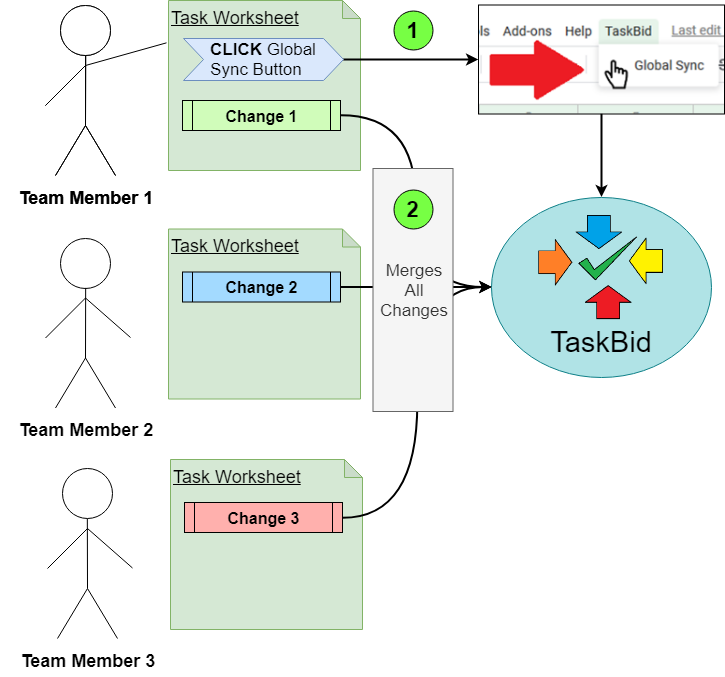 Task Worksheet
CLICK Global
Sync Button
Change 1
Team Member 1
1
Add-ons Help TaskBid Last edit
Global Sync
2
Merges
All
Changes
Task Worksheet
Change 2
Team Member 2
TaskBid
Task Worksheet
Change 3
Team Member 3